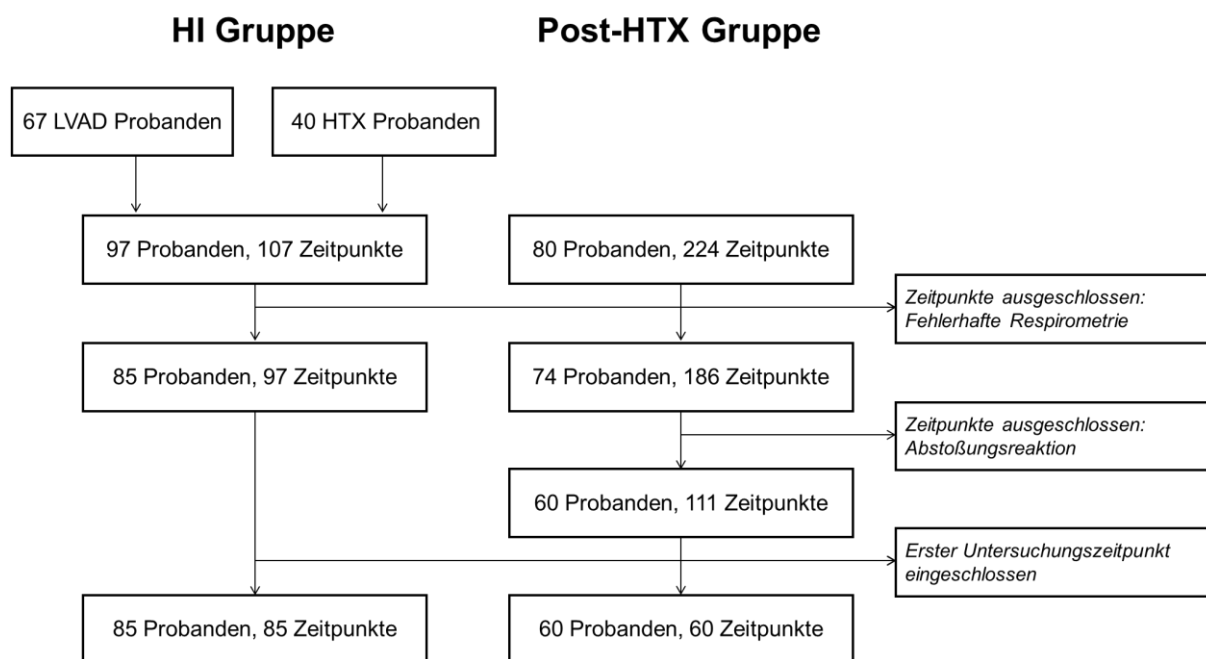 HI Gruppe
Post-HTX Gruppe
67 LVAD Probanden
40 HTX Probanden
97 Probanden, 107 Zeitpunkte
80 Probanden, 224 Zeitpunkte
Zeitpunkte ausgeschlossen:
Fehlerhafte Respirometrie
85 Probanden, 97 Zeitpunkte
74 Probanden, 186 Zeitpunkte
Zeitpunkte ausgeschlossen:
Abstoßungsreaktion
60 Probanden, 111 Zeitpunkte
Erster Untersuchungszeitpunkt
eingeschlossen
85 Probanden, 85 Zeitpunkte
60 Probanden, 60 Zeitpunkte